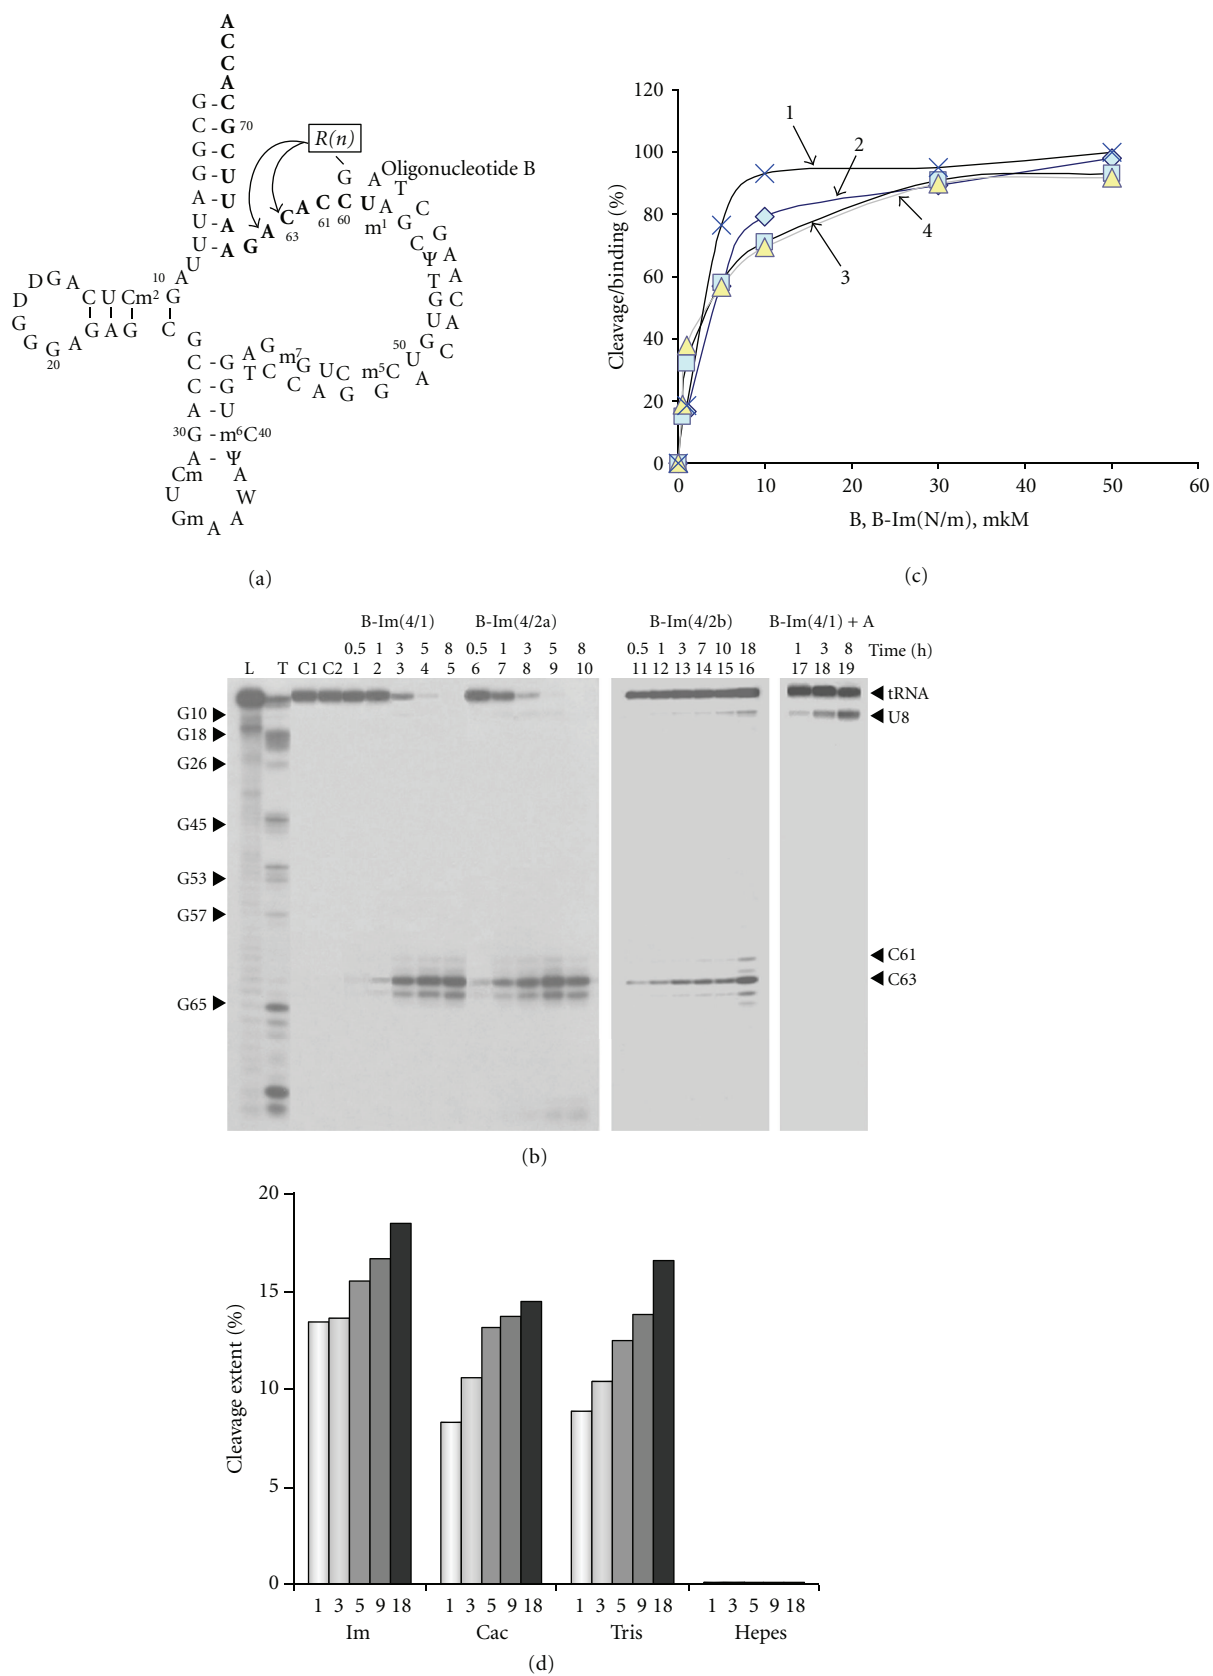 A
C
C
A
G - C
C - G 70
G - C
G - U
A - U
U - A
U - A
U - A G A C A C C U A
63 61 60 m1
R(n)
G A T Oligonucleotide B
G C
C G
Ψ A
T A
G C
U A
G C
U
A
50
U
A
10
D D G A C U Cm2 G
D
G
G G A G A G C
20
G
C - G A G m7 G U C m5C
C - G T C C A G G
C - G
A - U
30 G - m6C 40
A - Ψ
Cm A
U W
Gm A A
(a)
Cleavage/binding (%)
120
100
80
60
40
20
0
1
2
3
4
0 10 20 30 40 50 60
B, B-Im(N/m), mkM
(c)
B-Im(4/1) B-Im(4/2a) B-Im(4/2b) B-Im(4/1) + A
0.5 1 3 5 8 0.5 1 3 5 8 0.5 1 3 7 10 18 1 3 8 Time (h)
L T C1 C2 1 2 3 4 5 6 7 8 9 10 11 12 13 14 15 16 17 18 19
tRNA
G10 U8
G18
G26
G45
G53
G57
C61
C63
G65
(b)
Cleavage extent (%)
20
15
10
5
0
1 3 5 9 18 1 3 5 9 18 1 3 5 9 18 1 3 5 9 18
Im Cac Tris Hepes
(d)